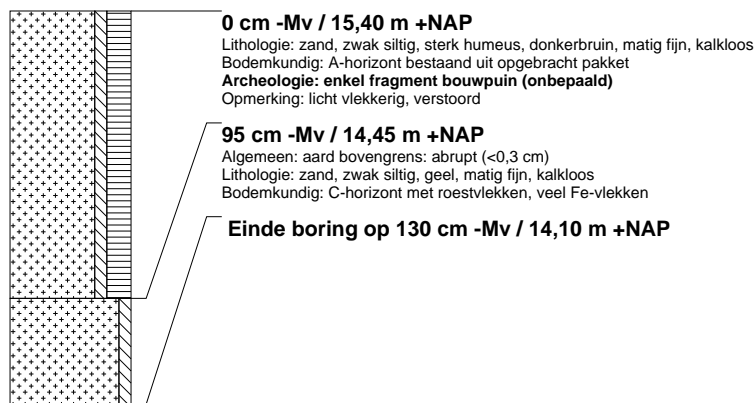 0 cm -Mv / 15,40 m +NAP
Lithologie: zand, zwak siltig, sterk humeus, donkerbruin, matig fijn, kalkloos
Bodemkundig: A-horizont bestaand uit opgebracht pakket
Archeologie: enkel fragment bouwpuin (onbepaald)
Opmerking: licht vlekkerig, verstoord
95 cm -Mv / 14,45 m +NAP
Algemeen: aard bovengrens: abrupt (<0,3 cm)
Lithologie: zand, zwak siltig, geel, matig fijn, kalkloos
Bodemkundig: C-horizont met roestvlekken, veel Fe-vlekken
Einde boring op 130 cm -Mv / 14,10 m +NAP